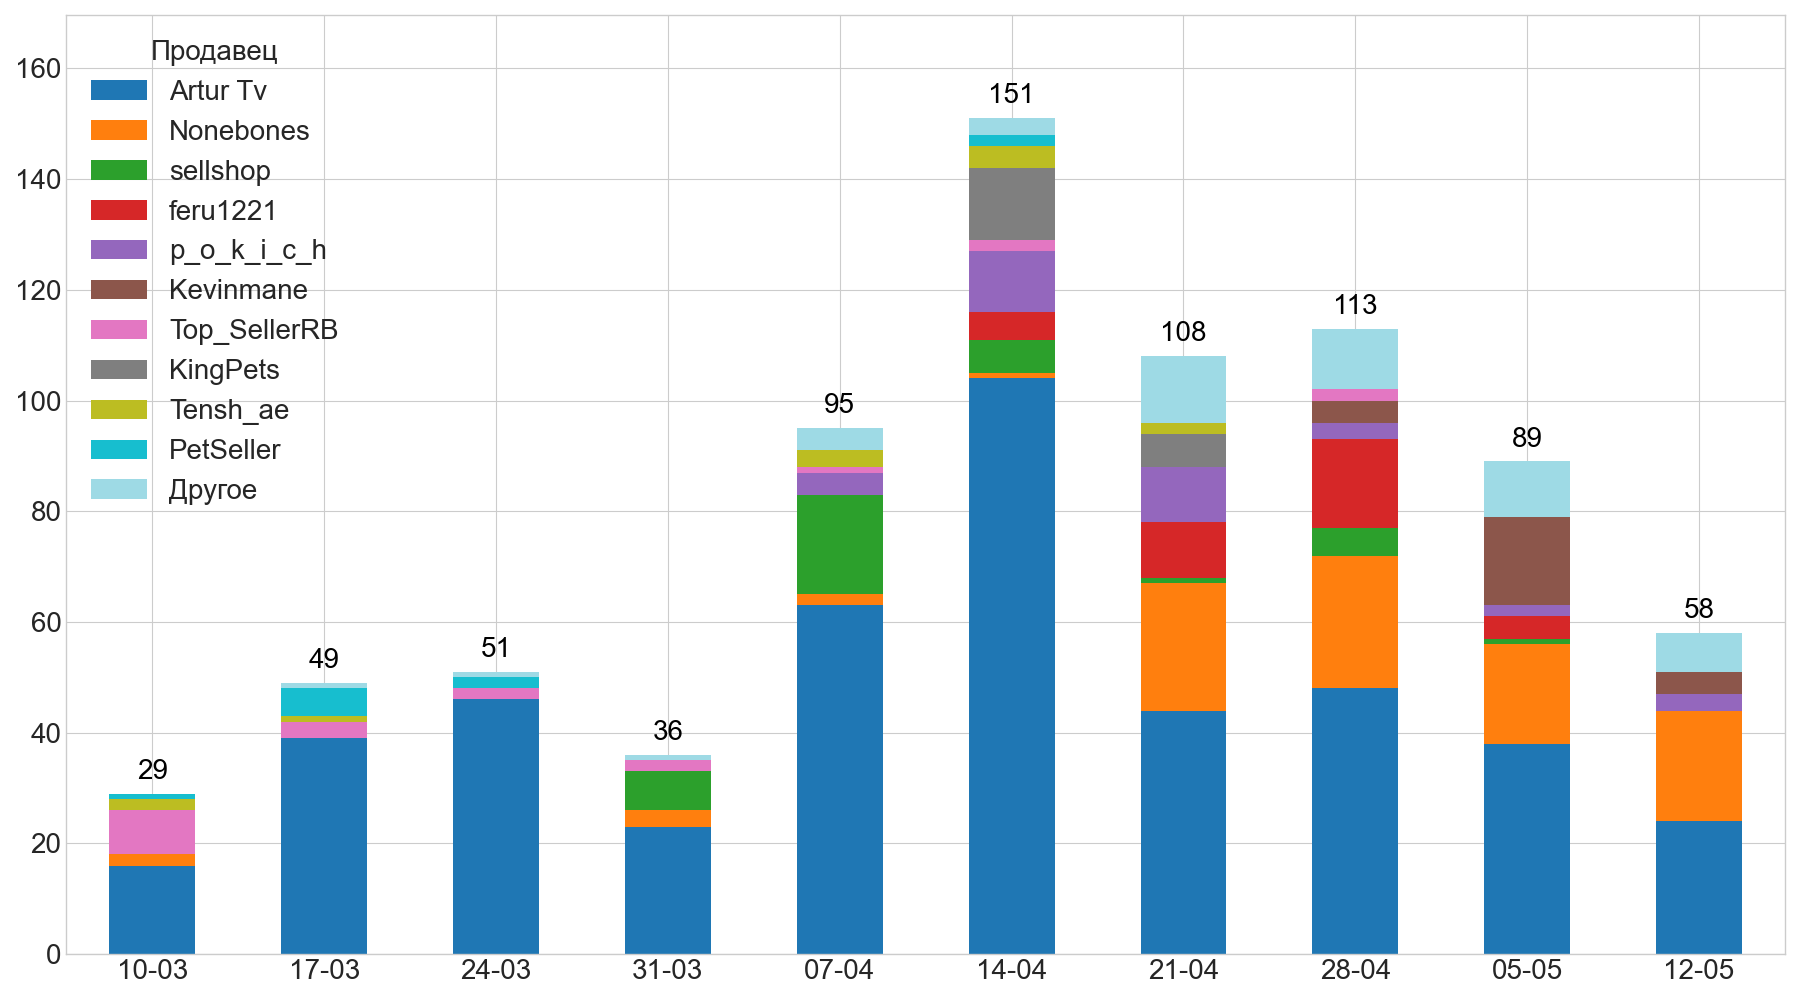 Продавец
Artur Tv
Nonebones
sellshop
feru1221
p_o_k_i_c_h
Kevinmane
Top_SellerRB
KingPets
Tensh_ae
PetSeller
Другое
160
140
120
100
80
60
40
20
0
29
49
51
36
95
151
108
113
89
58
10-03
17-03
24-03
31-03
07-04
14-04
21-04
28-04
05-05
12-05